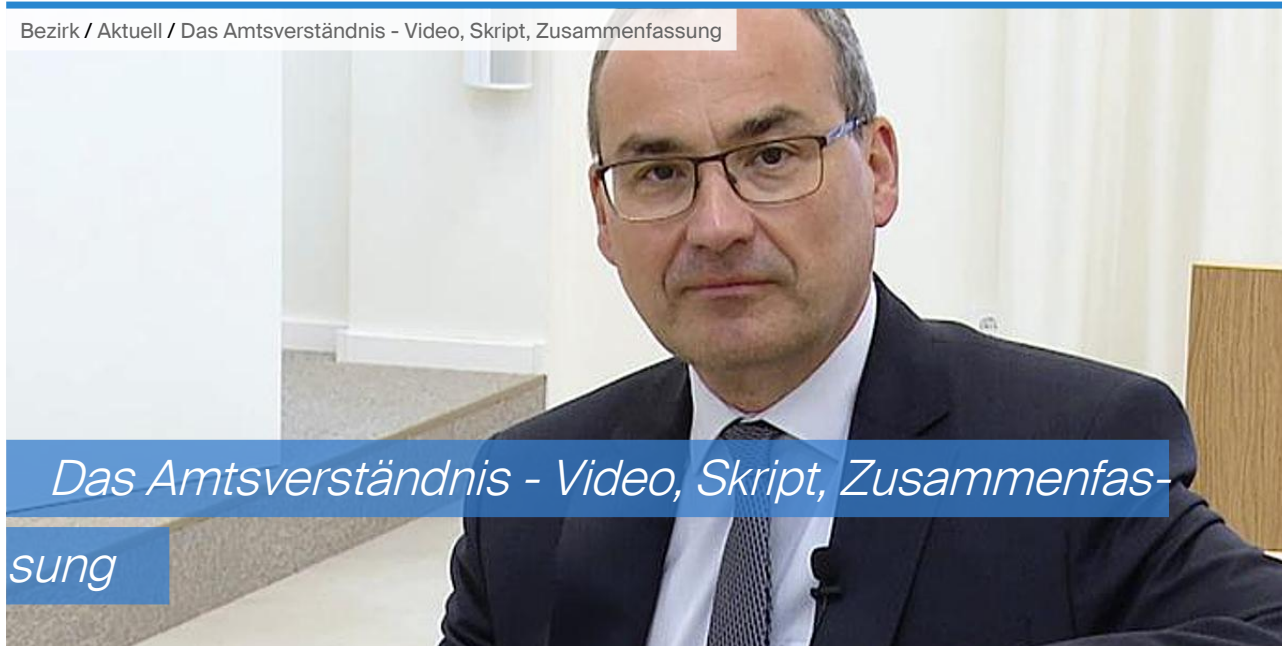 Bezirk / Aktuell / Das Amtsverständnis - Video, Skript, Zusammenfassung
Das Amtsverständnis - Video, Skript, Zusammenfas-
sung